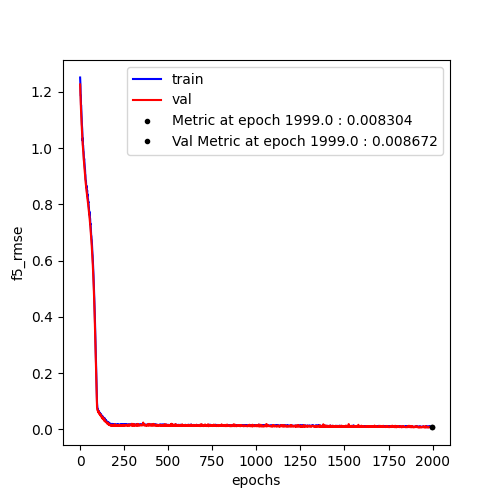 train
val
Metric at epoch 1999.0 : 0.008304
Val Metric at epoch 1999.0 : 0.008672
1.2
1.0
0.8
0.6
0.4
0.2
0.0
f5_rmse
0 250 500 750 1000 1250 1500 1750 2000
epochs